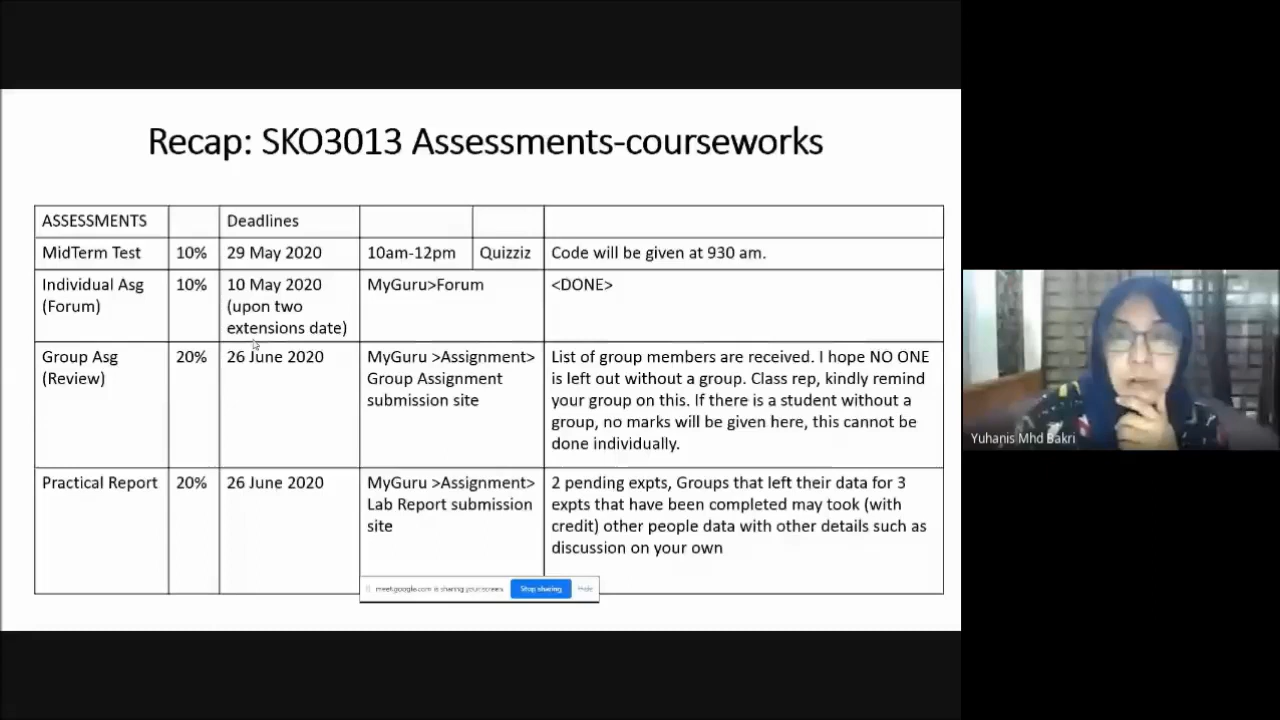 Recap: SKO3013 Assessments-courseworks
ASSESSMENTS
Deadlines
MidTerm Test
10%
29 May 2020
10am-12pm
Quizziz
Code will be given at 930 am.
Individual Asg
(Forum)
10%
10 May 2020
(upon two
extensions date)
MyGuru>Forum
<DONE>
Group Asg
(Review)
20%
26 June 2020
MyGuru >Assignment>
Group Assignment
submission site
List of group members are received. I hope NO ONE
is left out without a group. Class rep, kindly remind
your group on this. If there is a student without a
group, no marks will be given here, this cannot be
done individually.
Practical Report
20%
26 June 2020
MyGuru >Assignment>
Lab Report submission
site
2 pending expts, Groups that left their data for 3
expts that have been completed may took (with
credit) other people data with other details such as
discussion on your own
meet.google.com is sharing your screen.
Stop sharing
Hide
Yuhanis Mhd Bakri